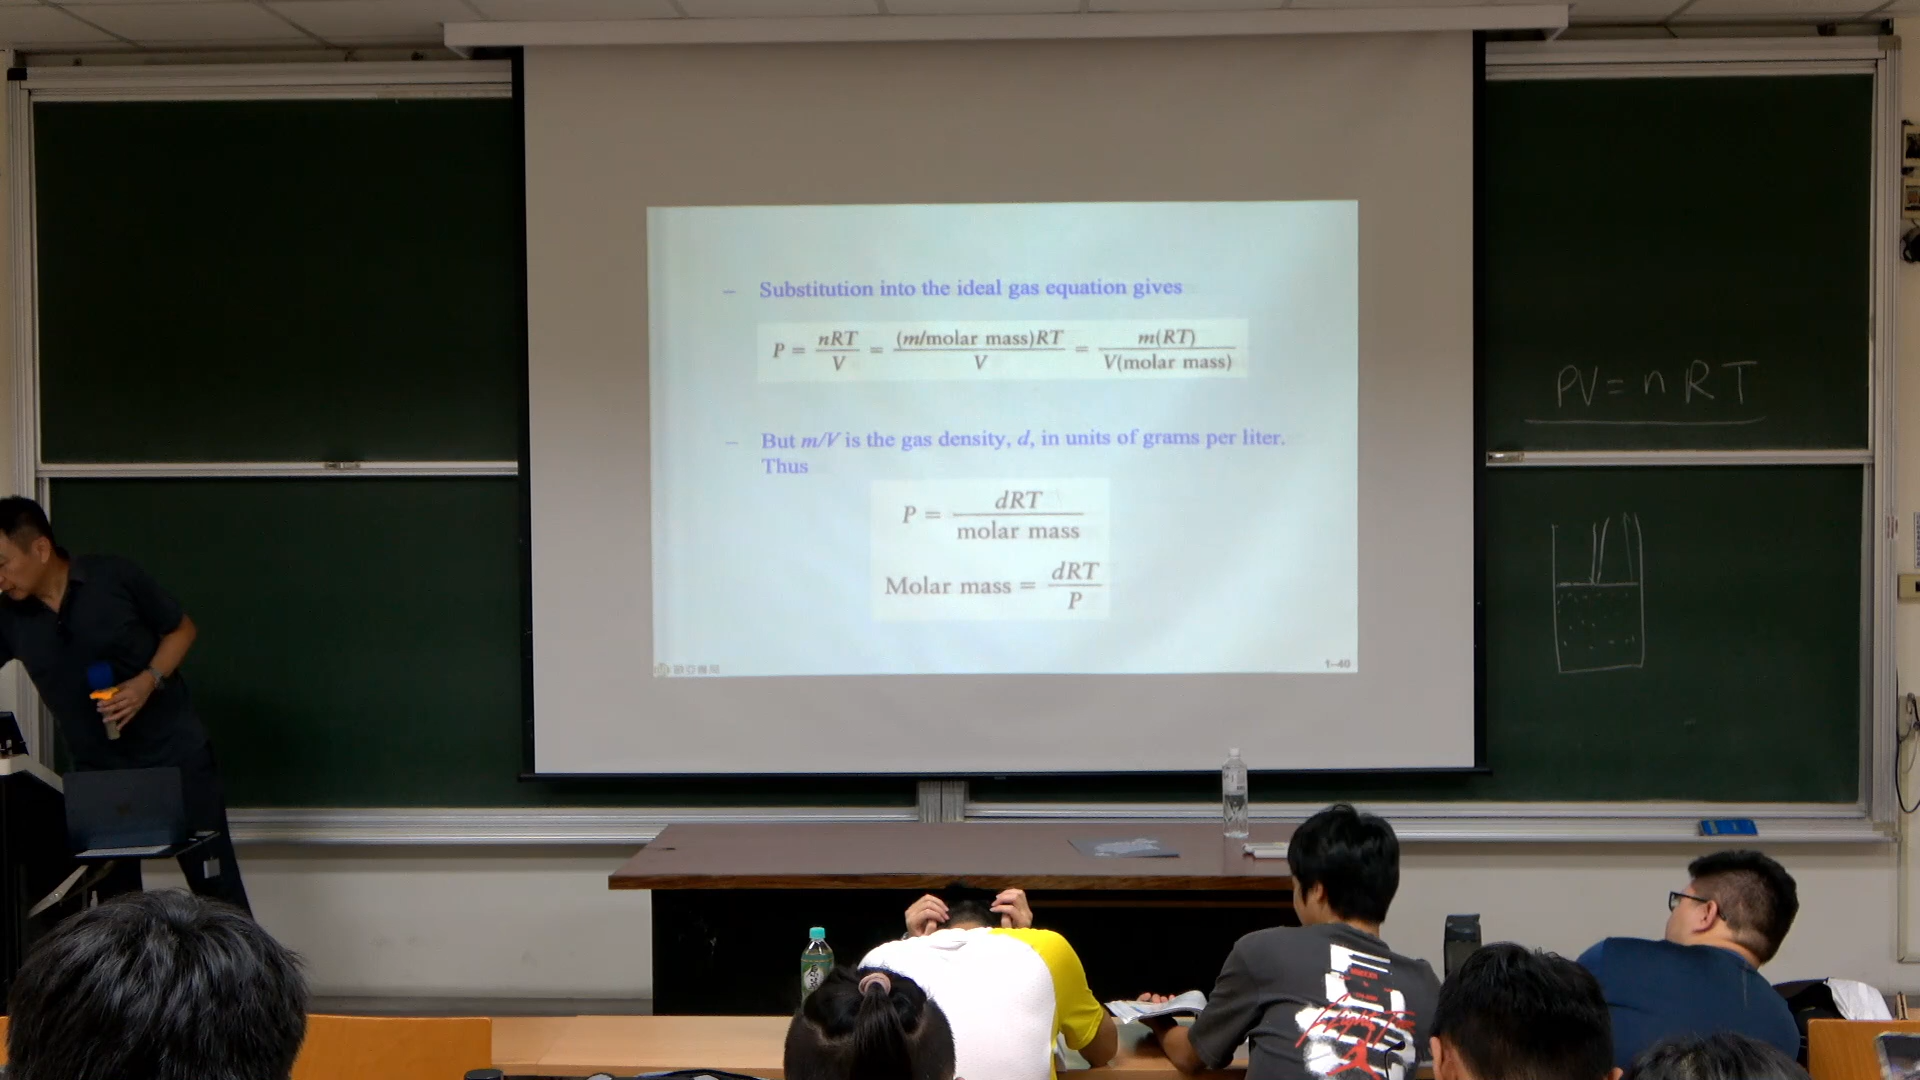 – Substitution into the ideal gas equation gives
P = nRT/V = (m/molar mass)RT/V = m(RT)/V(molar mass)
– But m/V is the gas density, d, in units of grams per liter.
Thus
P = dRT/molar mass
Molar mass = dRT/P
1–40
PV = nRT